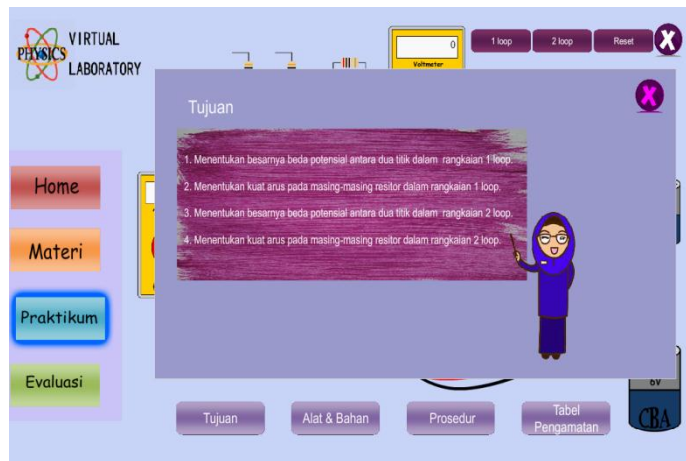 VIRTUAL
PHYSICS
LABORATORY
0
Voltmeter
1 loop
2 loop
Reset
X
Tujuan
X
1. Menentukan besarnya beda potensial antara dua titik dalam rangkaian 1 loop.
2. Menentukan kuat arus pada masing-masing resitor dalam rangkaian 1 loop.
3. Menentukan besarnya beda potensial antara dua titik dalam rangkaian 2 loop.
4. Menentukan kuat arus pada masing-masing resitor dalam rangkaian 2 loop.
Home
Materi
Praktikum
Evaluasi
Tujuan
Alat & Bahan
Prosedur
Tabel
Pengamatan
6V
CBA